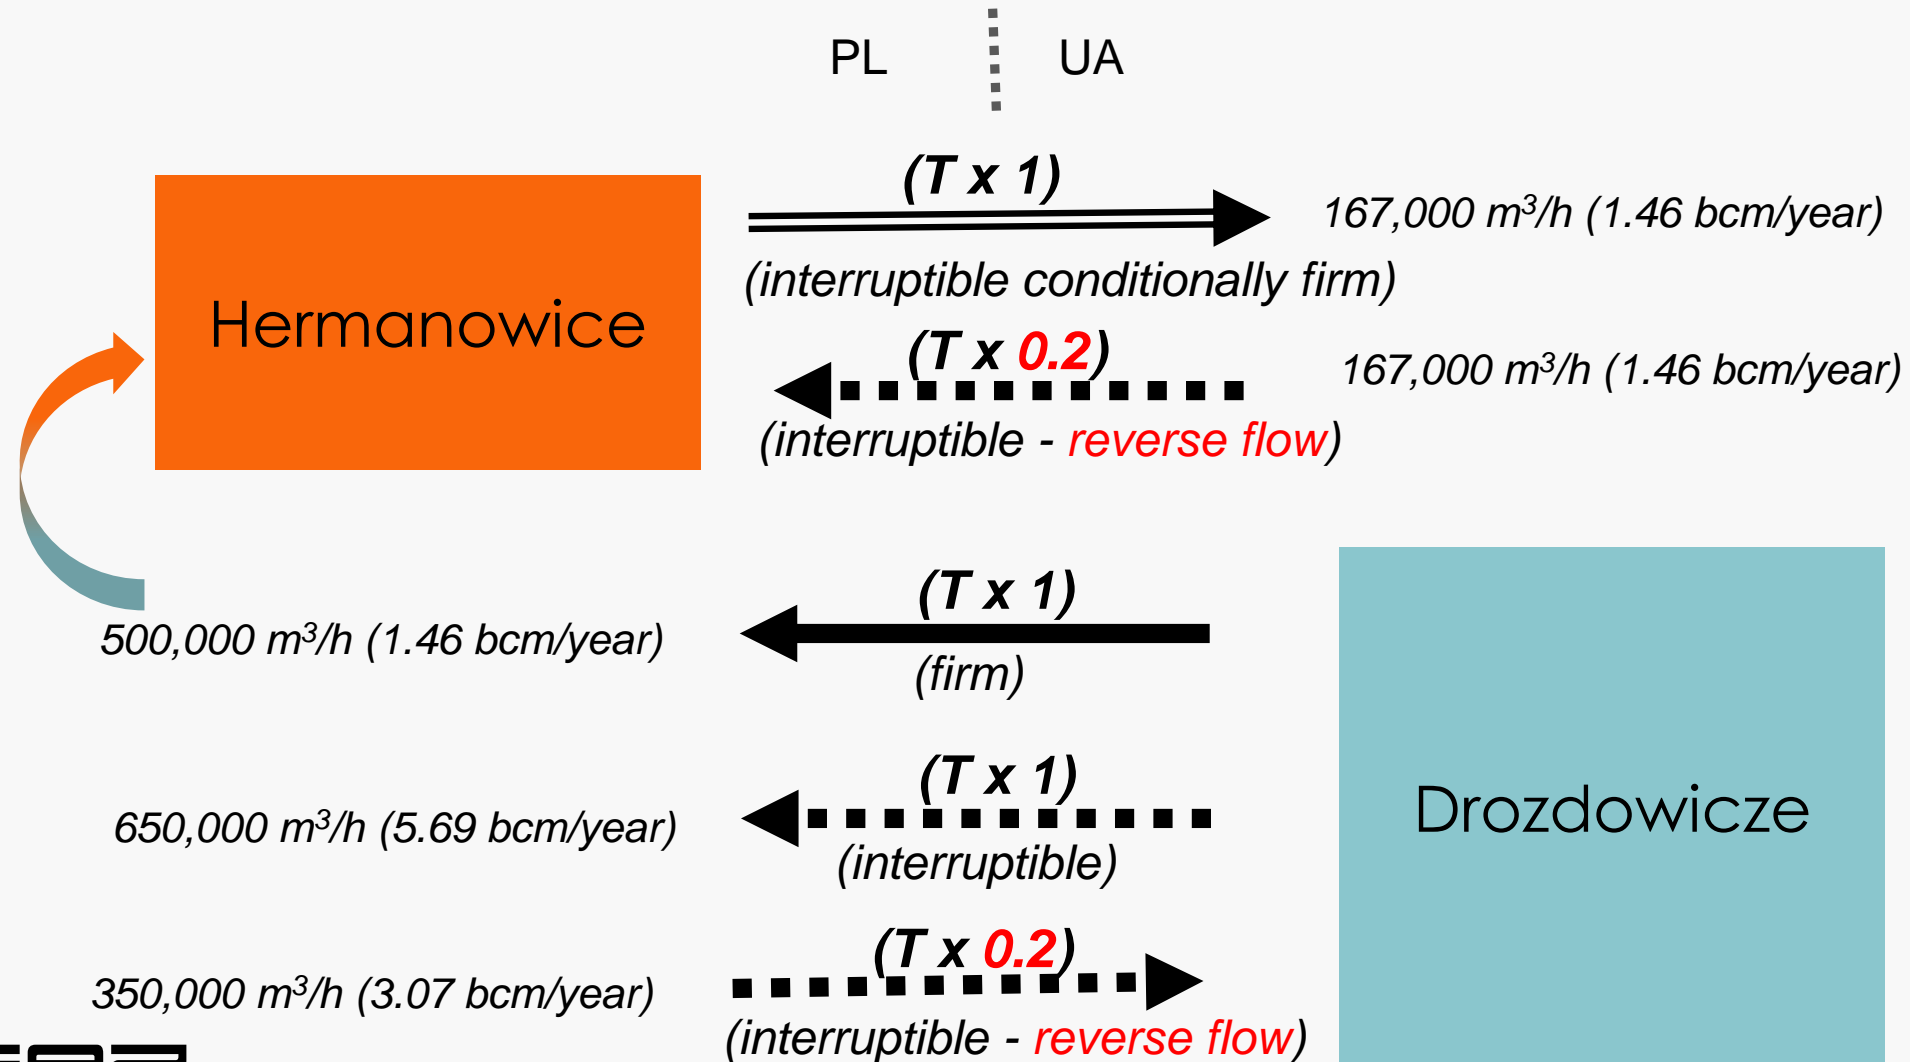 PL
UA
(T x 1)
167,000 m³/h (1.46 bcm/year)
(interruptible conditionally firm)
Hermanowice
(T x 0.2)
167,000 m³/h (1.46 bcm/year)
(interruptible - reverse flow)
(T x 1)
500,000 m³/h (1.46 bcm/year)
(firm)
(T x 1)
650,000 m³/h (5.69 bcm/year)
(interruptible)
Drozdowicze
(T x 0.2)
350,000 m³/h (3.07 bcm/year)
(interruptible - reverse flow)